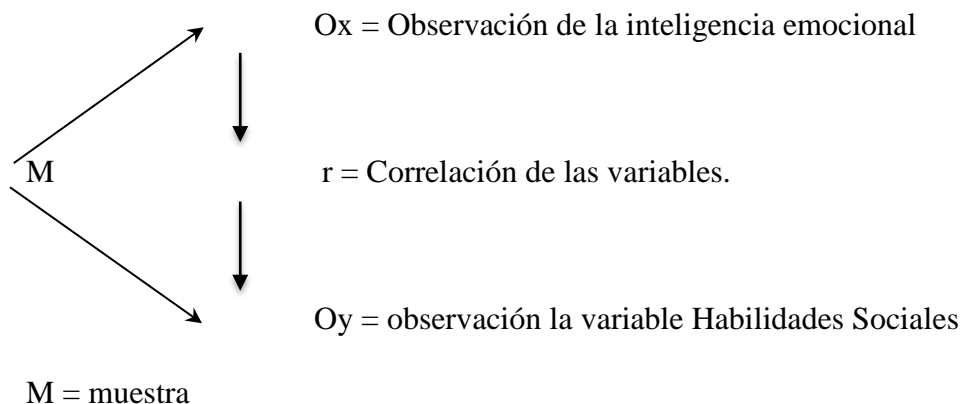 Ox = Observación de la inteligencia emocional
M
r = Correlación de las variables.
Oy = observación la variable Habilidades Sociales
M = muestra